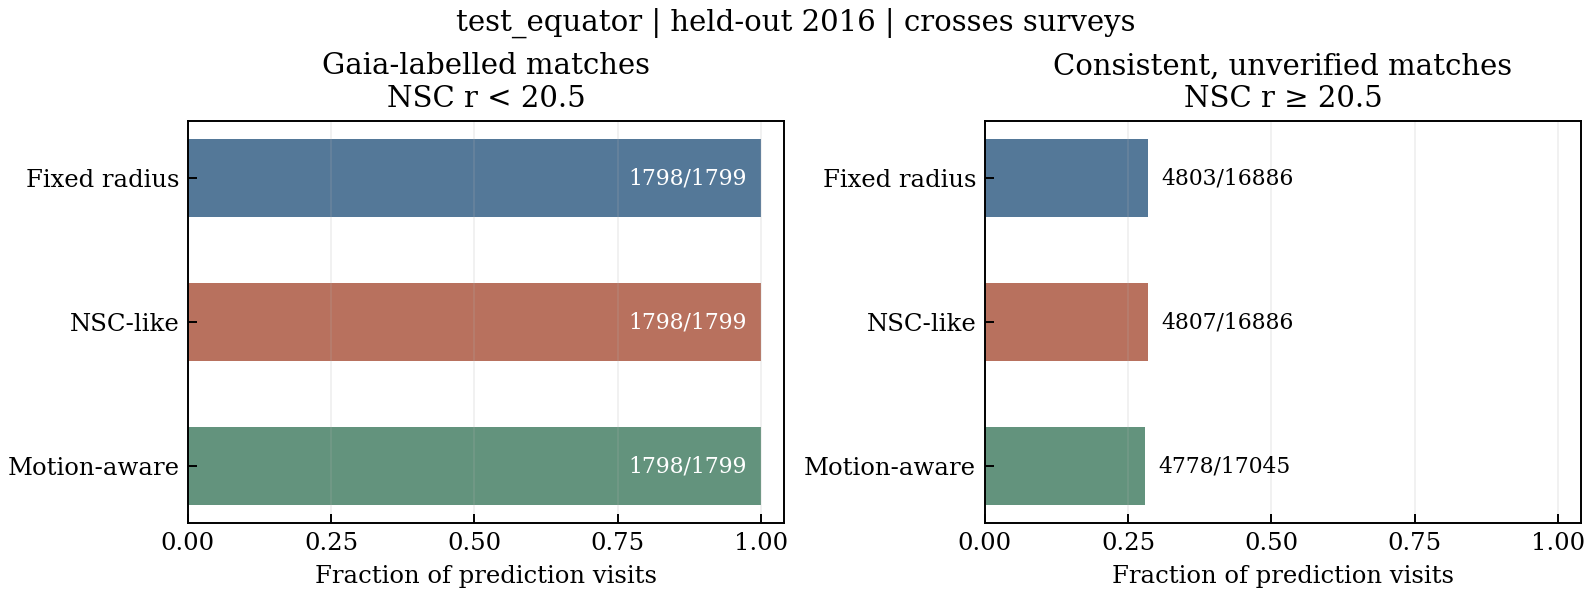 test_equator | held-out 2016 | crosses surveys
Gaia-labelled matches
NSC r < 20.5
Fixed radius
1798/1799
NSC-like
1798/1799
Motion-aware
1798/1799
0.00 0.25 0.50 0.75 1.00
Fraction of prediction visits
Consistent, unverified matches
NSC r ≥ 20.5
Fixed radius
4803/16886
NSC-like
4807/16886
Motion-aware
4778/17045
0.00 0.25 0.50 0.75 1.00
Fraction of prediction visits